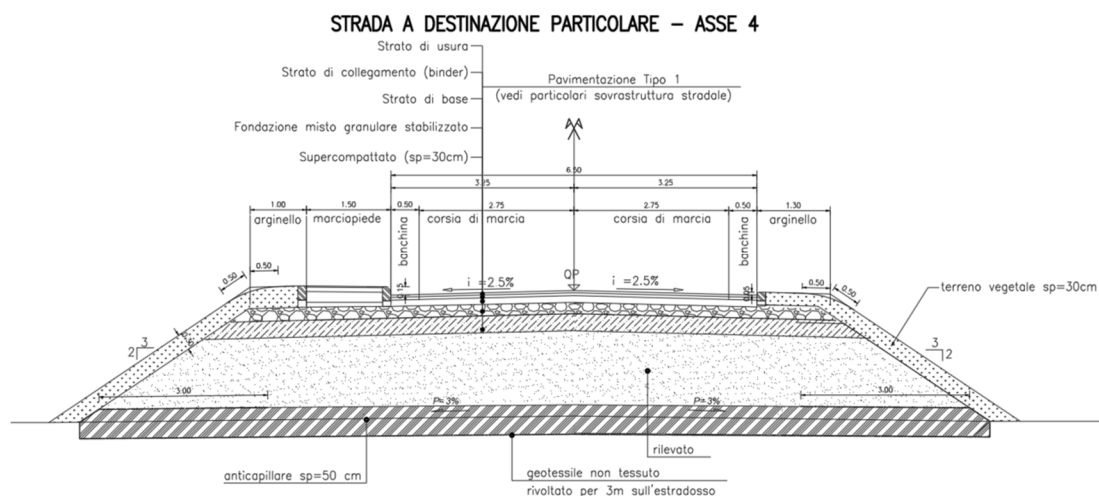 STRADA A DESTINAZIONE PARTICOLARE – ASSE 4
Strato di usura
Strato di collegamento (binder)
Pavimentazione Tipo 1
(vedi particolari sovrastruttura stradale)
Strato di base
Fondazione misto granulare stabilizzato
Supercompattato (sp=30cm)
6.50
3.25
3.25
1.00
1.50
0.50
2.75
2.75
0.50
1.30
arginello
marciapiede
banchina
corsia di marcia
corsia di marcia
banchina
arginello
0.50
0.50
0.15
i =2.5%
QP
i =2.5%
0.05
0.50
0.50
terreno vegetale sp=30cm
3
2
3
2
3.00
3.00
P=3%
P=3%
rilevato
anticapillare sp=50 cm
geotessile non tessuto
rivoltato per 3m sull'estradosso